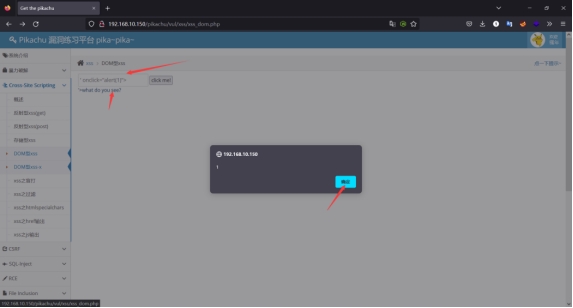 Get the pikachu
192.168.10.150/pikachu/vul/xss/xss_dom.php
Pikachu 漏洞练习平台 pika~pika~
系统介绍
暴力破解
Cross-Site Scripting
概述
反射型xss(get)
反射型xss(post)
存储型xss
DOM型xss
DOM型xss-x
xss之盲打
xss之过滤
xss之htmlspecialchars
xss之href输出
xss之js输出
CSRF
SQL-Inject
RCE
File Inclusion
xss
DOM型xss
点一下提示~
click me!
'>what do you see?
192.168.10.150
1
确定
192.168.10.150/pikachu/vul/xss/xss_dom.php